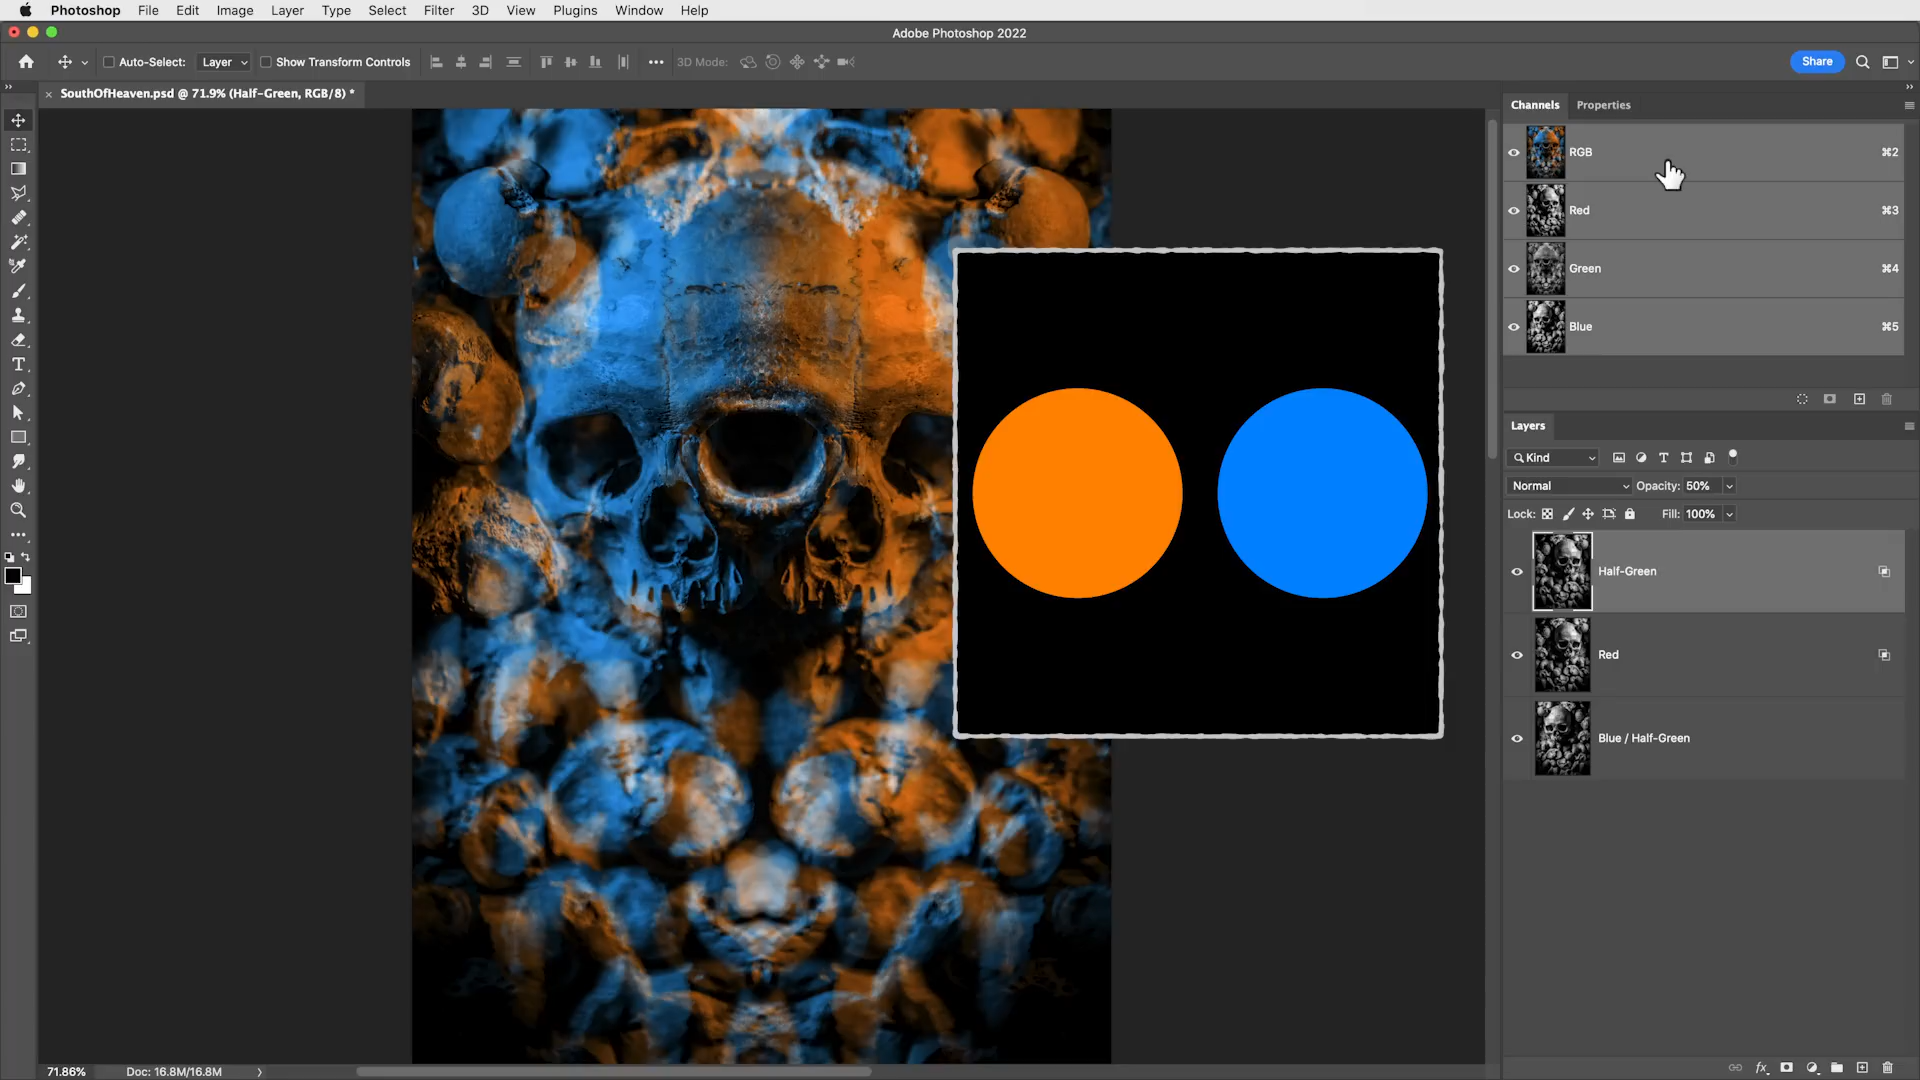 Photoshop File Edit Image Layer Type Select Filter 3D View Plugins Window Help
Adobe Photoshop 2022
Auto-Select: Layer Show Transform Controls 3D Mode: Share
SouthOfHeaven.psd @ 71.9% (Half-Green, RGB/8) *
Channels Properties
RGB ⌘2
Red ⌘3
Green ⌘4
Blue ⌘5
Layers
Kind
Normal Opacity: 50%
Lock: Fill: 100%
Half-Green
Red
Blue / Half-Green
71.86% Doc: 16.8M/16.8M